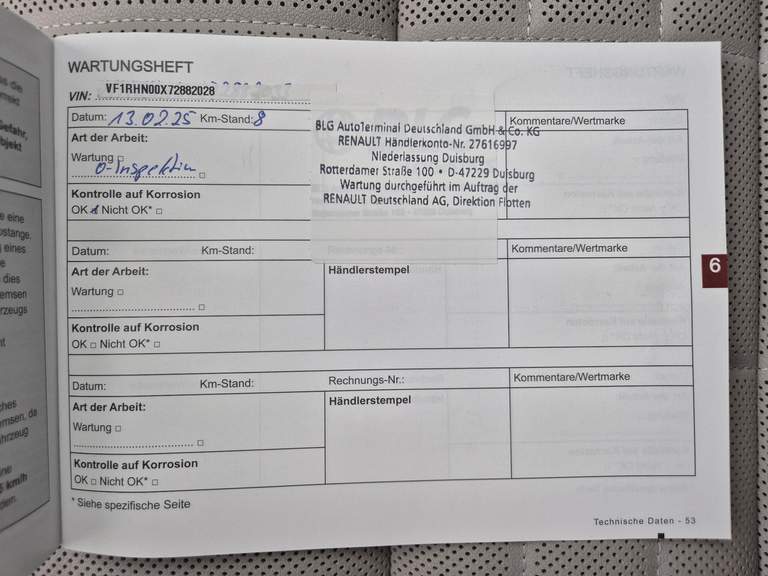 WARTUNGSHEFT
VIN: VF1RHN00X72882028
Datum: 13.02.25 Km-Stand: 8
Kommentare/Wertmarke
Art der Arbeit:
Wartung □
0-Inspektion □
Kontrolle auf Korrosion
OK □ Nicht OK* □
BLG AutoTerminal Deutschland GmbH & Co. KG
RENAULT Händlerkonto-Nr. 27616997
Niederlassung Duisburg
Rotterdamer Straße 100 • D-47229 Duisburg
Wartung durchgeführt im Auftrag der
RENAULT Deutschland AG, Direktion Flotten
Datum: Km-Stand: Rechnungs-Nr.: Kommentare/Wertmarke
Art der Arbeit: Händlerstempel
Wartung □
Kontrolle auf Korrosion
OK □ Nicht OK* □
Datum: Km-Stand: Rechnungs-Nr.: Kommentare/Wertmarke
Art der Arbeit: Händlerstempel
Wartung □
Kontrolle auf Korrosion
OK □ Nicht OK* □
* Siehe spezifische Seite
6
Technische Daten - 53